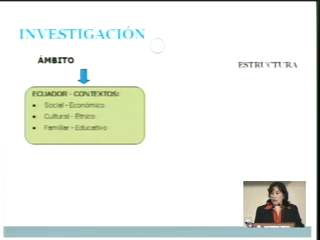 INVESTIGACIÓN
ÁMBITO
ESTRUCTURA
ECUADOR - CONTEXTOS:
• Social - Económico
• Cultural - Étnico
• Familiar - Educativo